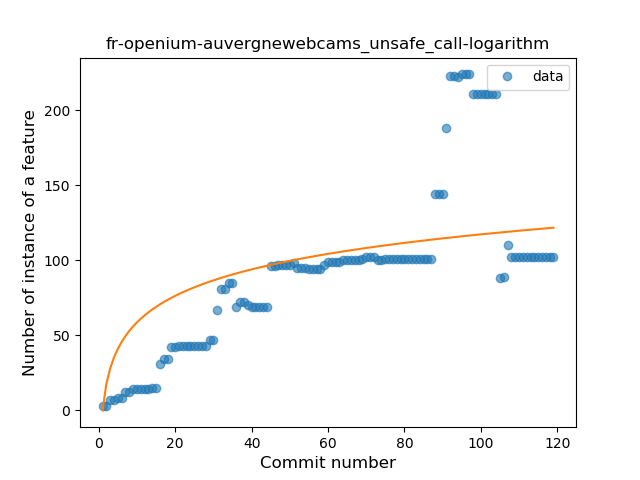 fr-openium-auvergnewebcams_unsafe_call-logarithm
data
Number of instance of a feature
200
150
100
50
0
0 20 40 60 80 100 120
Commit number